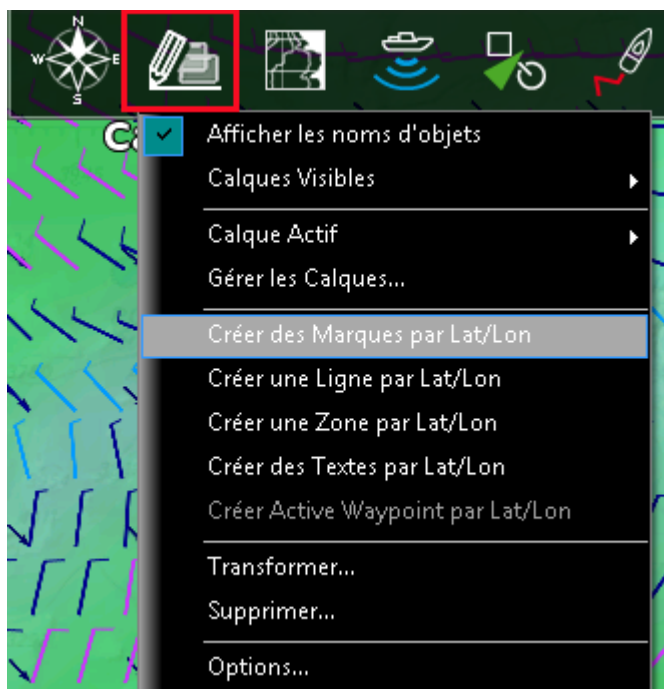 N
W
E
S
Ca
Afficher les noms d'objets
Calques Visibles
Calque Actif
Gérer les Calques...
Créer des Marques par Lat/Lon
Créer une Ligne par Lat/Lon
Créer une Zone par Lat/Lon
Créer des Textes par Lat/Lon
Créer Active Waypoint par Lat/Lon
Transformer...
Supprimer...
Options...